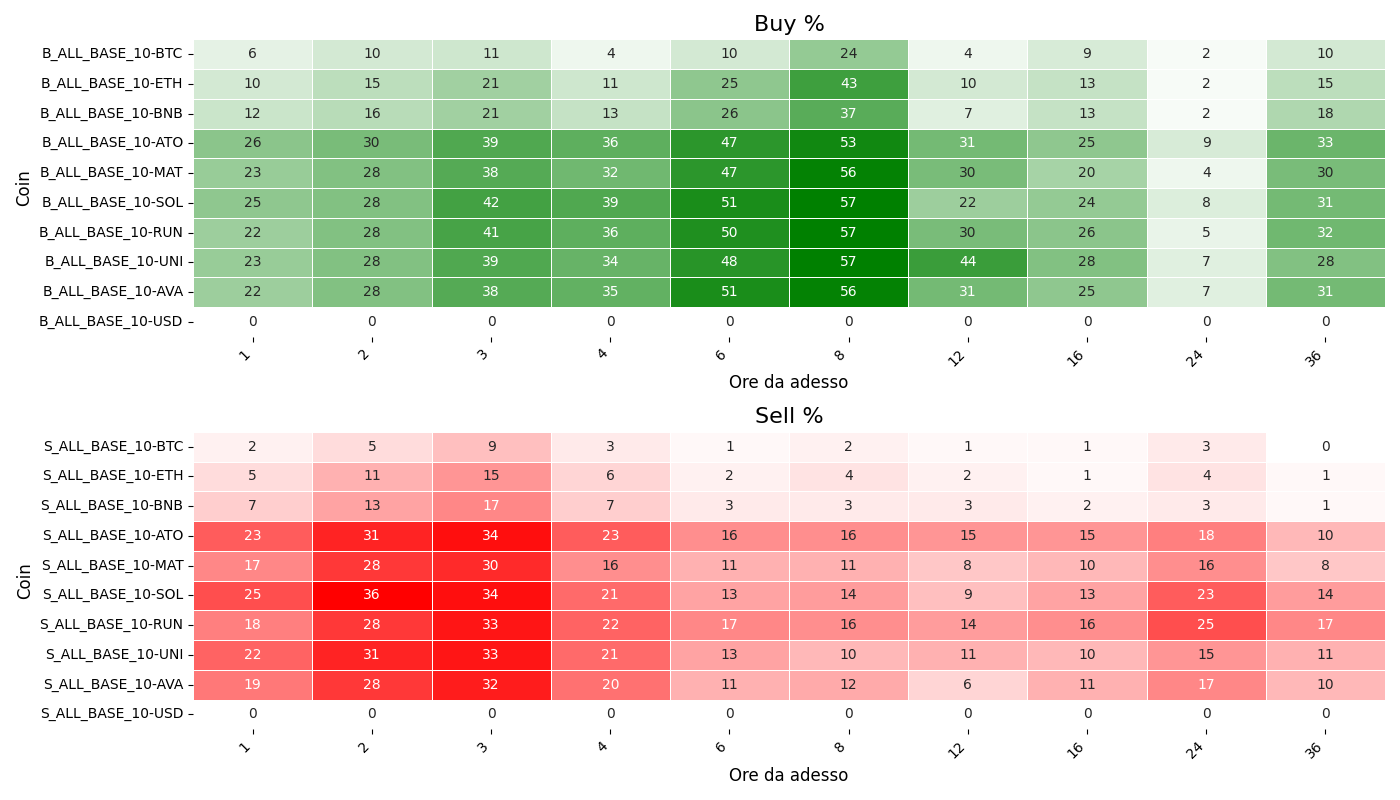 Buy %
Coin
B_ALL_BASE_10-BTC 6 10 11 4 10 24 4 9 2 10
B_ALL_BASE_10-ETH 10 15 21 11 25 43 10 13 2 15
B_ALL_BASE_10-BNB 12 16 21 13 26 37 7 13 2 18
B_ALL_BASE_10-ATO 26 30 39 36 47 53 31 25 9 33
B_ALL_BASE_10-MAT 23 28 38 32 47 56 30 20 4 30
B_ALL_BASE_10-SOL 25 28 42 39 51 57 22 24 8 31
B_ALL_BASE_10-RUN 22 28 41 36 50 57 30 26 5 32
B_ALL_BASE_10-UNI 23 28 39 34 48 57 44 28 7 28
B_ALL_BASE_10-AVA 22 28 38 35 51 56 31 25 7 31
B_ALL_BASE_10-USD 0 0 0 0 0 0 0 0 0 0
1 2 3 4 6 8 12 16 24 36
Ore da adesso
Sell %
Coin
S_ALL_BASE_10-BTC 2 5 9 3 1 2 1 1 3 0
S_ALL_BASE_10-ETH 5 11 15 6 2 4 2 1 4 1
S_ALL_BASE_10-BNB 7 13 17 7 3 3 3 2 3 1
S_ALL_BASE_10-ATO 23 31 34 23 16 16 15 15 18 10
S_ALL_BASE_10-MAT 17 28 30 16 11 11 8 10 16 8
S_ALL_BASE_10-SOL 25 36 34 21 13 14 9 13 23 14
S_ALL_BASE_10-RUN 18 28 33 22 17 16 14 16 25 17
S_ALL_BASE_10-UNI 22 31 33 21 13 10 11 10 15 11
S_ALL_BASE_10-AVA 19 28 32 20 11 12 6 11 17 10
S_ALL_BASE_10-USD 0 0 0 0 0 0 0 0 0 0
1 2 3 4 6 8 12 16 24 36
Ore da adesso